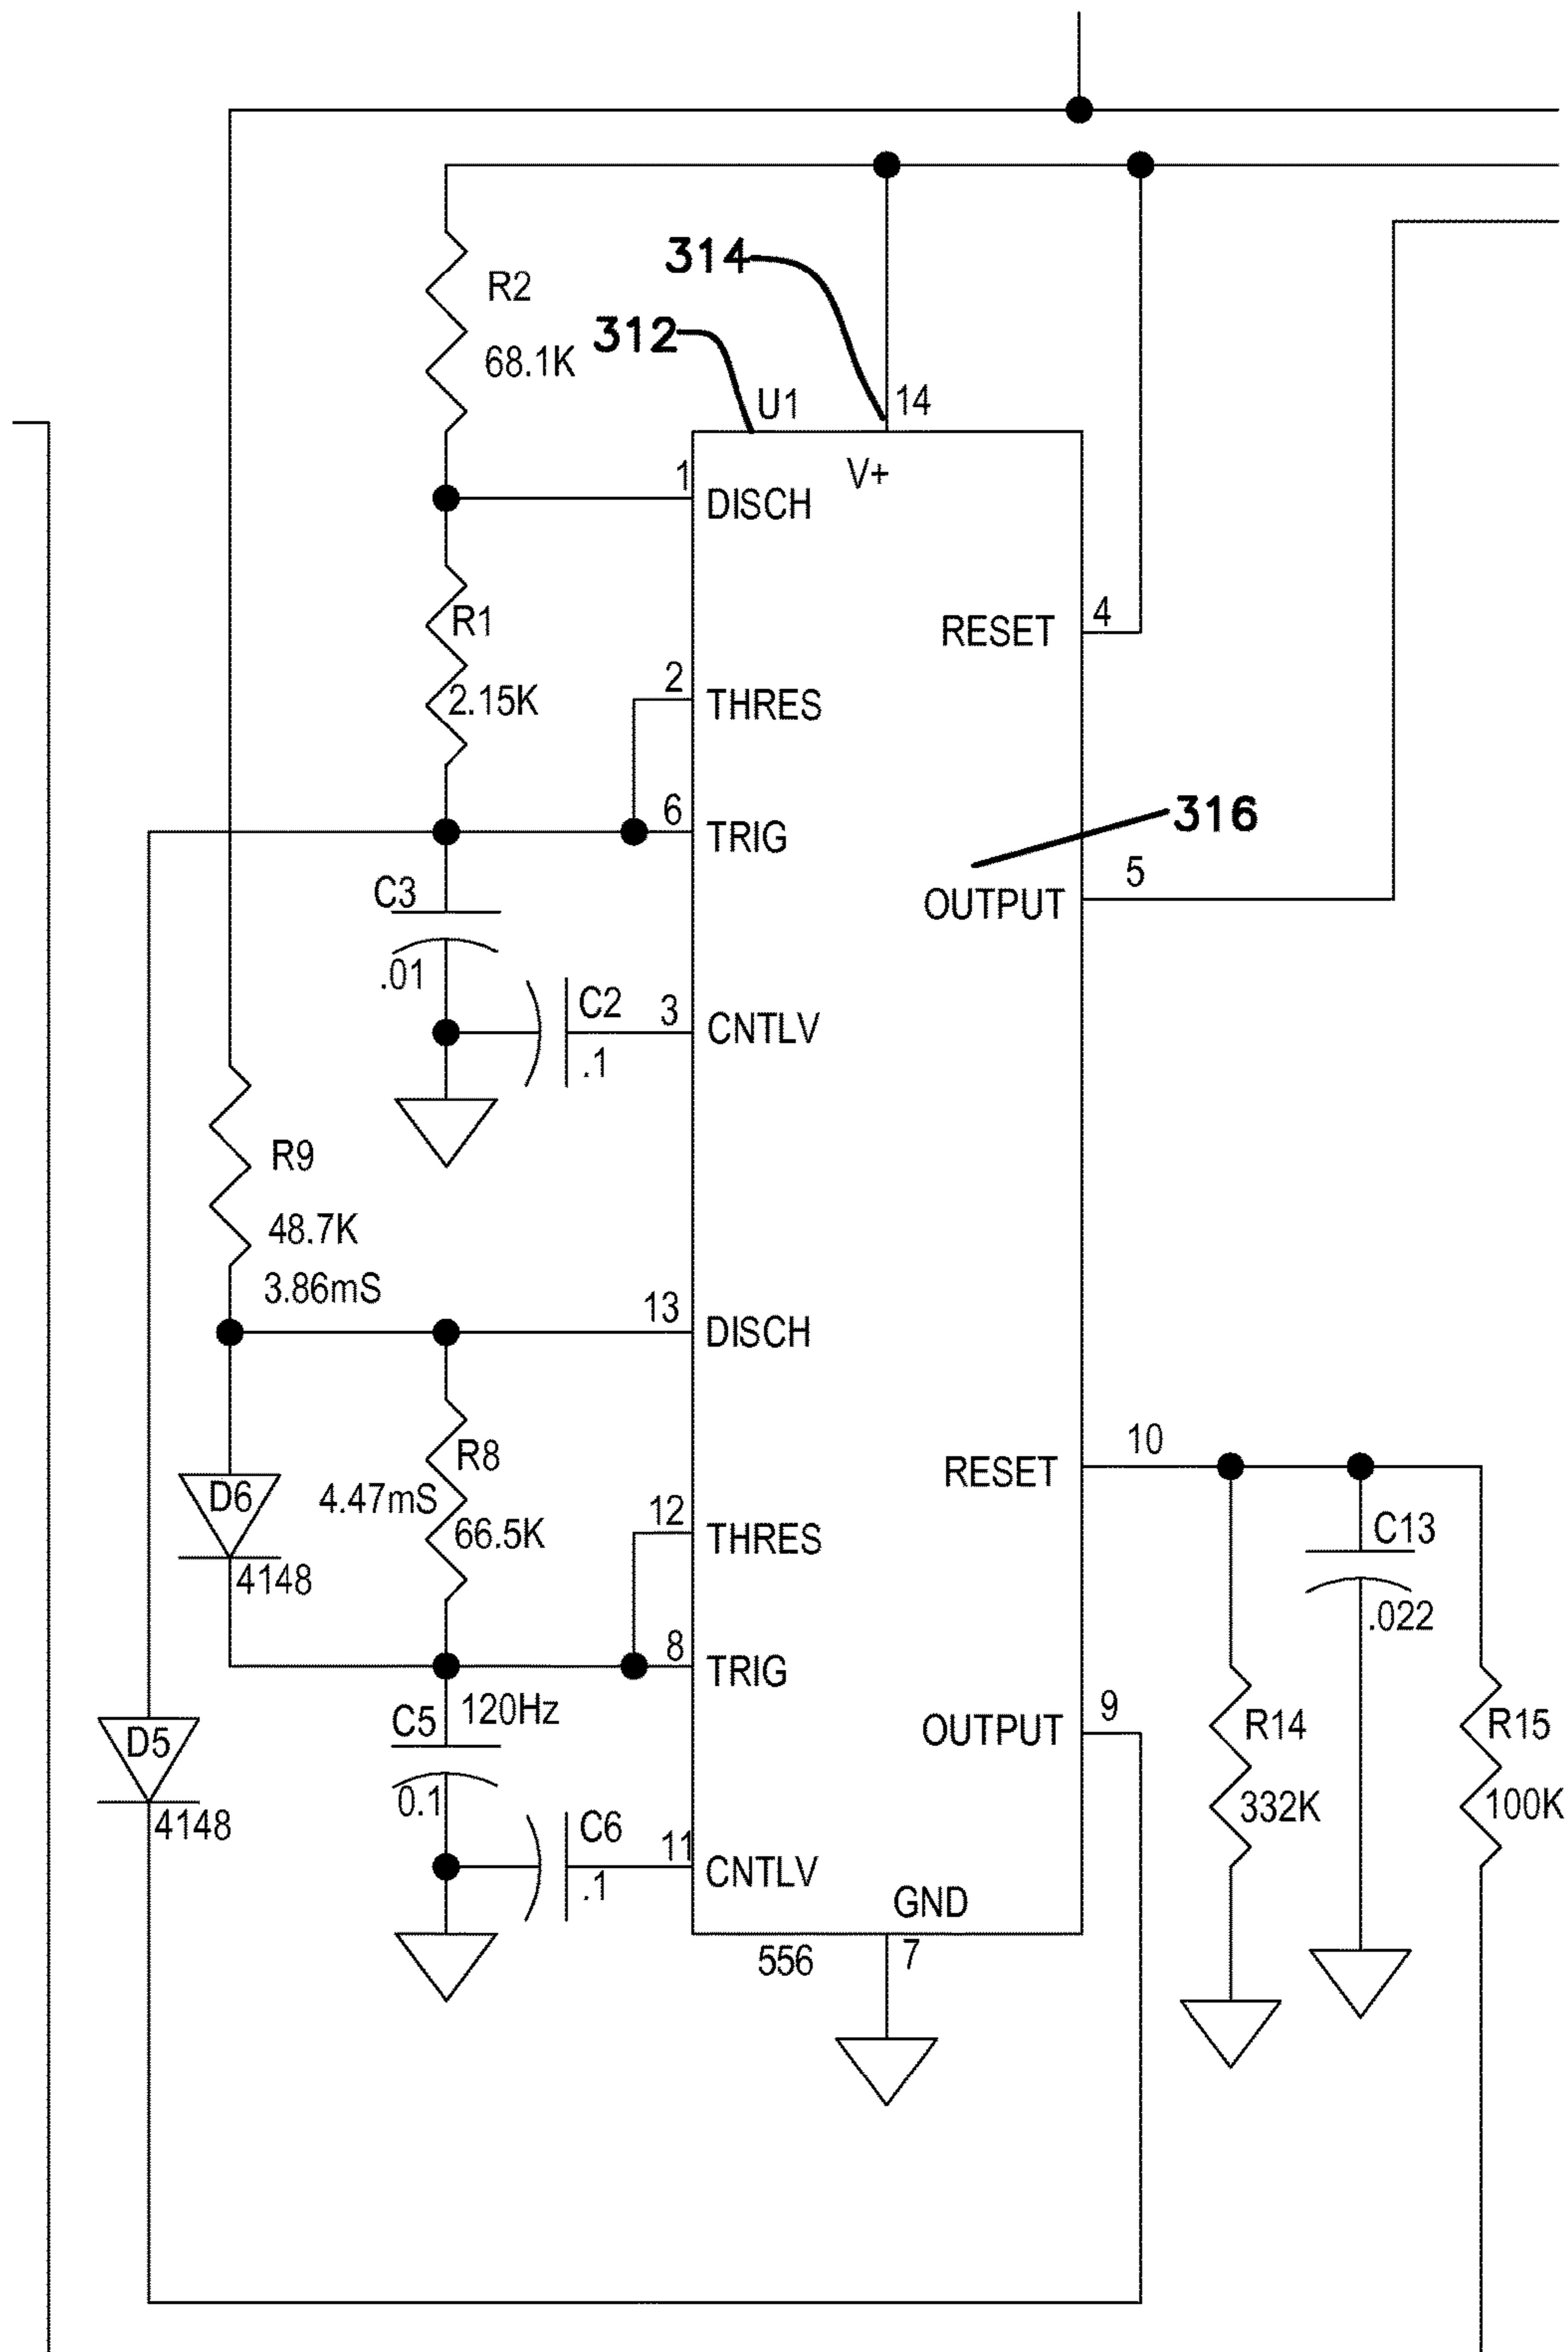 314
R2
312
68.1K
U1
14
V+
1
DISCH
R1
4
RESET
2
2.15K
THRES
6
TRIG
316
5
C3
OUTPUT
.01
C2
3
CNTLV
.1
R9
48.7K
3.86mS
13
DISCH
R8
10
RESET
D6
4.47mS
12
66.5K
THRES
C13
4148
.022
8
TRIG
120Hz
C5
9
OUTPUT
R14
R15
D5
0.1
332K
100K
4148
C6
11
CNTLV
.1
GND
556
7